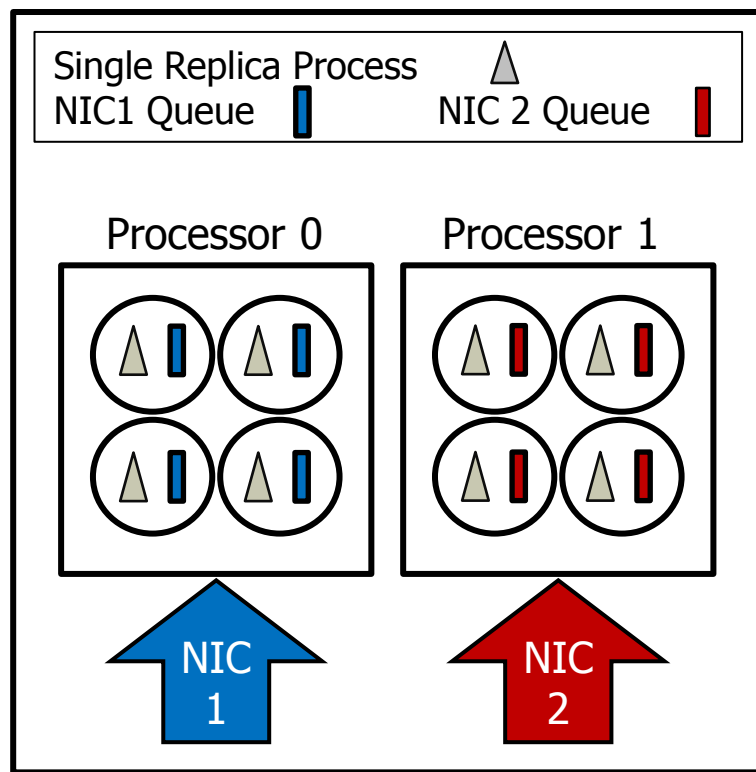 Single Replica Process
NIC1 Queue NIC 2 Queue
Processor 0 Processor 1
NIC
1
NIC
2